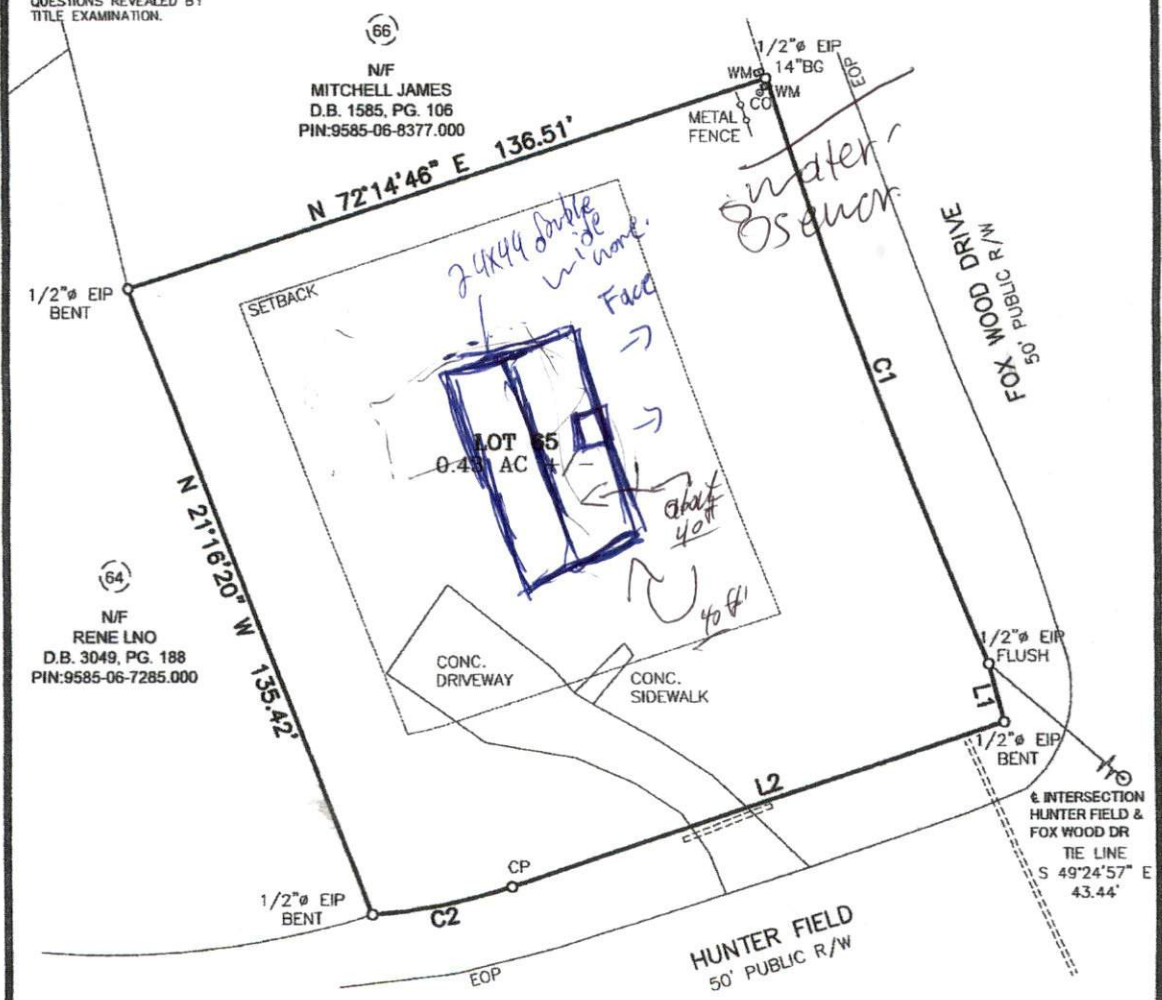 QUESTIONS REVEALED BY
TITLE EXAMINATION.
66
N/F
MITCHELL JAMES
D.B. 1585, PG. 106
PIN:9585-06-8377.000
1/2"ø EIP
14"BG
WM
WM
CO
METAL
FENCE
EOP
N 72°14'46" E 136.51'
water
sewer
FOX WOOD DRIVE
50' PUBLIC R/W
24x44 double
wide
home.
Face
1/2"ø EIP
BENT
SETBACK
C1
LOT 65
0.43 AC +/-
about
40ft
40 ft
N 21°16'20" W 135.42'
64
N/F
RENE LNO
D.B. 3049, PG. 188
PIN:9585-06-7285.000
CONC.
DRIVEWAY
CONC.
SIDEWALK
1/2"ø EIP
FLUSH
L1
1/2"ø EIP
BENT
L2
℄ INTERSECTION
HUNTER FIELD &
FOX WOOD DR
TIE LINE
S 49°24'57" E
43.44'
CP
1/2"ø EIP
BENT
C2
HUNTER FIELD
50' PUBLIC R/W
EOP